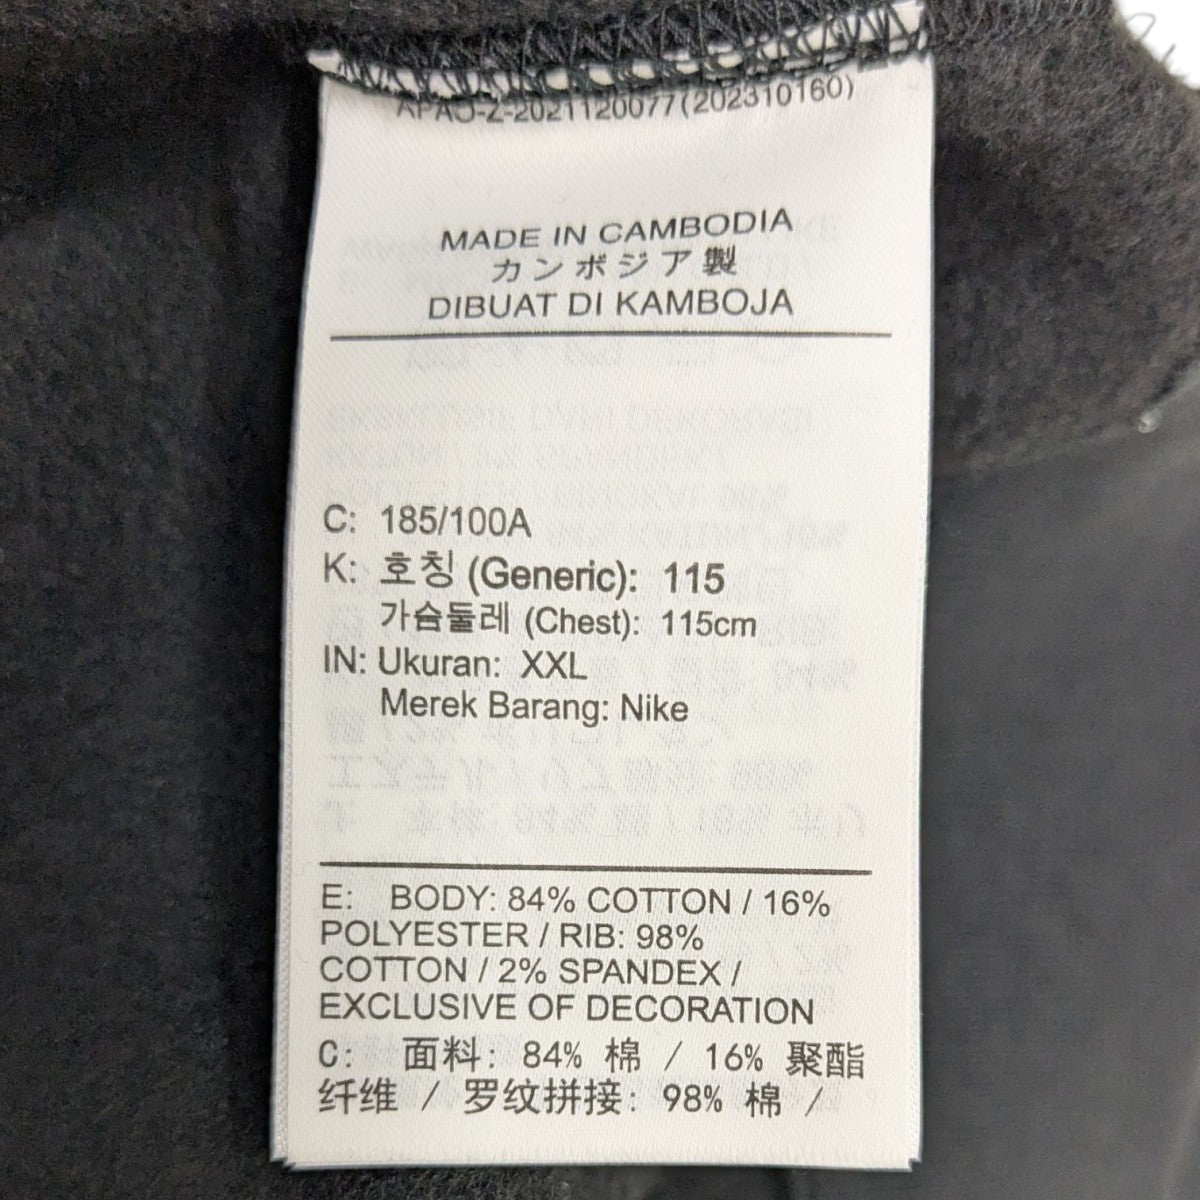 APAC-Z-2021120077(202310160)
MADE IN CAMBODIA
カンボジア製
DIBUAT DI KAMBOJA
C: 185/100A
K: 호칭 (Generic): 115
가슴둘레 (Chest): 115cm
IN: Ukuran: XXL
Merek Barang: Nike
E: BODY: 84% COTTON / 16%
POLYESTER / RIB: 98%
COTTON / 2% SPANDEX /
EXCLUSIVE OF DECORATION
C: 面料: 84% 棉 / 16% 聚酯
纤维 / 罗纹拼接: 98% 棉 /